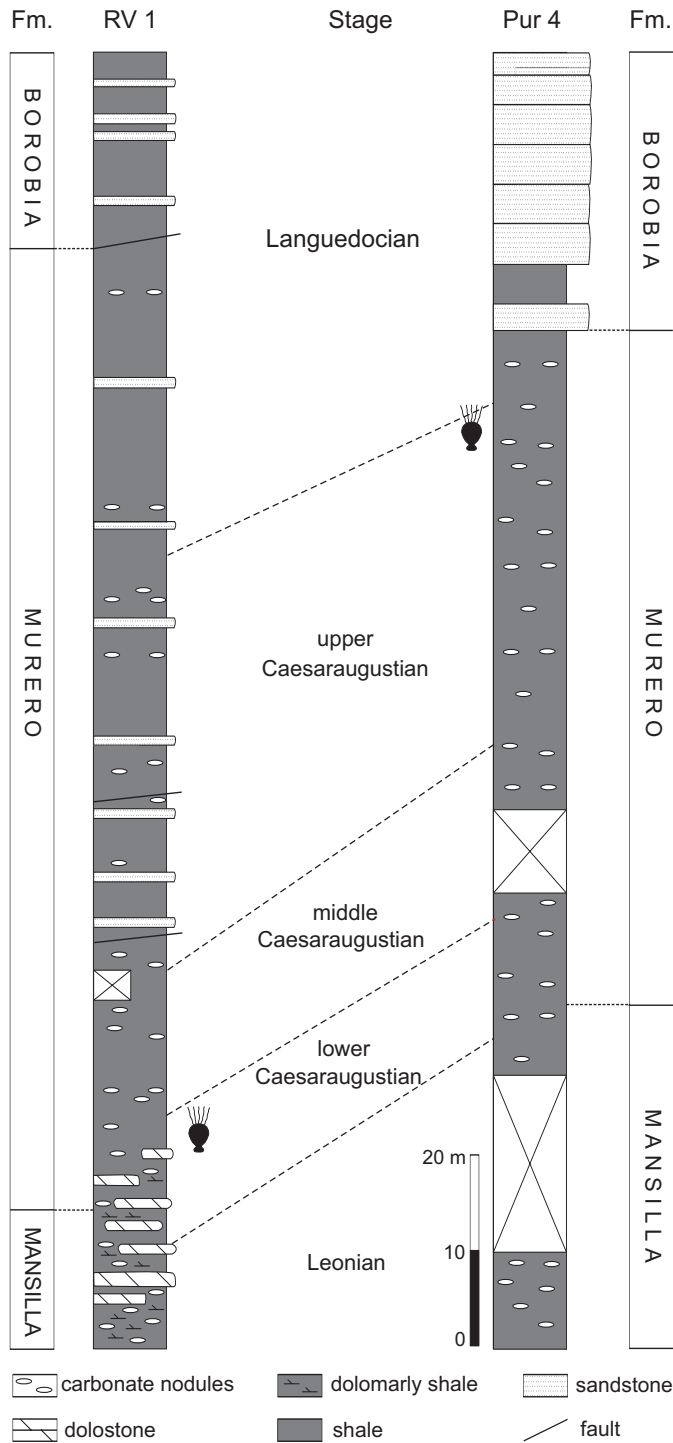 Fm. RV 1 Stage Pur 4 Fm.
BOROBIA
BOROBIA
Languedocian
MURERO
MURERO
upper
Caesaraugustian
middle
Caesaraugustian
lower
Caesaraugustian
MANSILLA
MANSILLA
20 m
10
0
Leonian
carbonate nodules dolomarly shale sandstone
dolostone shale fault